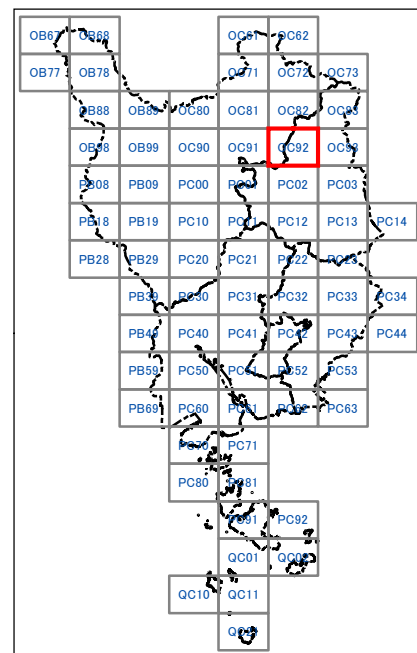 OB67 OB68 OC61 OC62
OB77 OB78 OC71 OC72 OC73
OB88 OB89 OC80 OC81 OC82 OC83
OB98 OB99 OC90 OC91 OC92 OC93
PB08 PB09 PC00 PC01 PC02 PC03
PB18 PB19 PC10 PC11 PC12 PC13 PC14
PB28 PB29 PC20 PC21 PC22 PC23
PB39 PC30 PC31 PC32 PC33 PC34
PB49 PC40 PC41 PC42 PC43 PC44
PB59 PC50 PC51 PC52 PC53
PB69 PC60 PC61 PC62 PC63
PC70 PC71
PC80 PC81
PC91 PC92
QC01 QC02
QC10 QC11
QC21